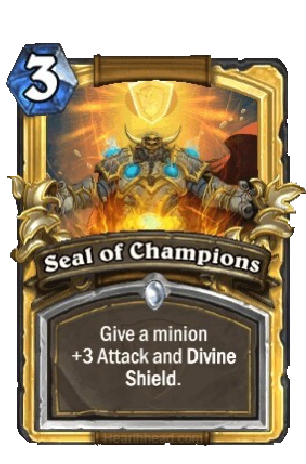 3
Seal of Champions
Give a minion
+3 Attack and Divine
Shield.